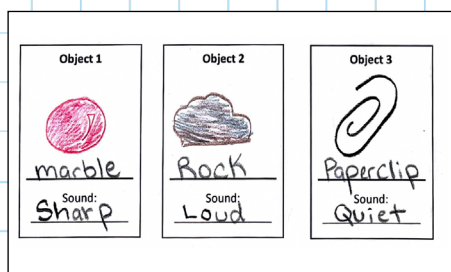 Object 1
marble
Sound:
Sharp
Object 2
Rock
Sound:
Loud
Object 3
Paperclip
Sound:
Quiet